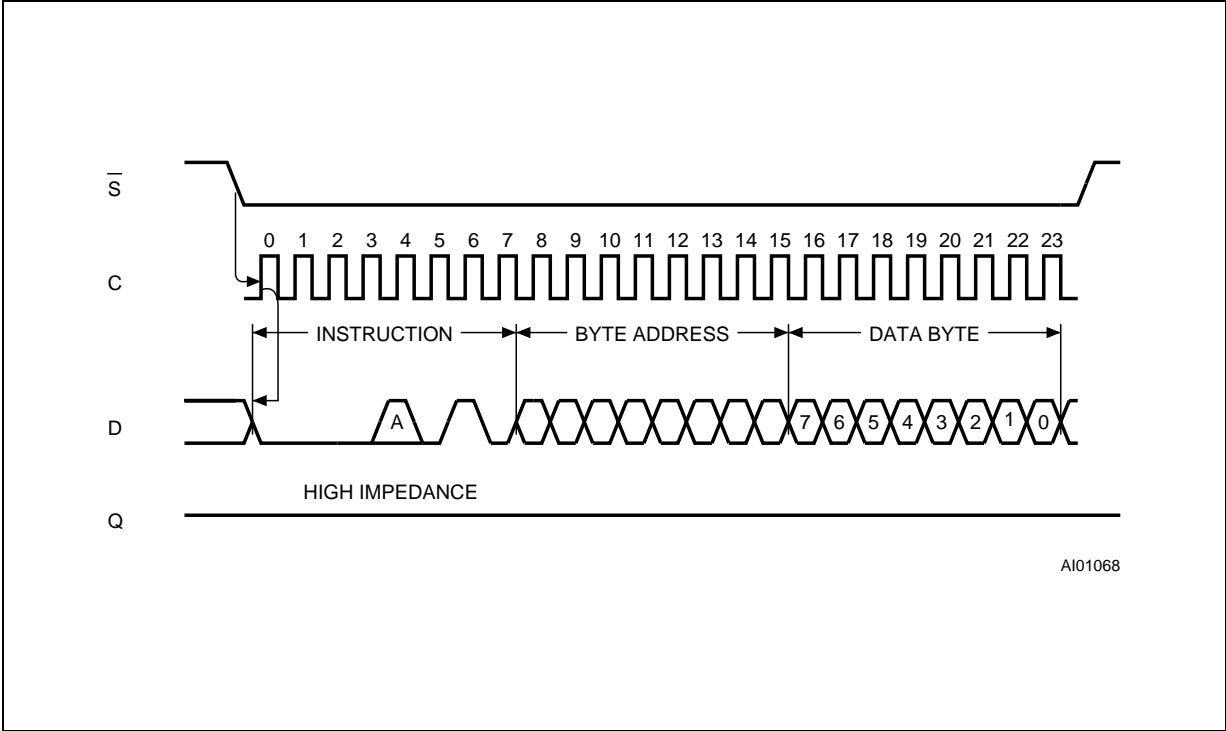 S
0 1 2 3 4 5 6 7 8 9 10 11 12 13 14 15 16 17 18 19 20 21 22 23
C
INSTRUCTION BYTE ADDRESS DATA BYTE
D
A 7 6 5 4 3 2 1 0
HIGH IMPEDANCE
Q
AI01068